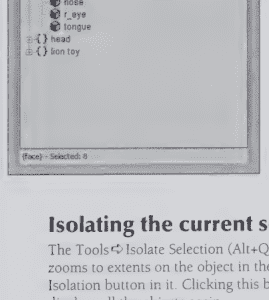 nose
r_eye
tongue
{} head
{} lion toy
{face} - Selected: 8
Isolating the current s
The Tools➪Isolate Selection (Alt+Q
zooms to extents on the object in the
Isolation button in it. Clicking this b